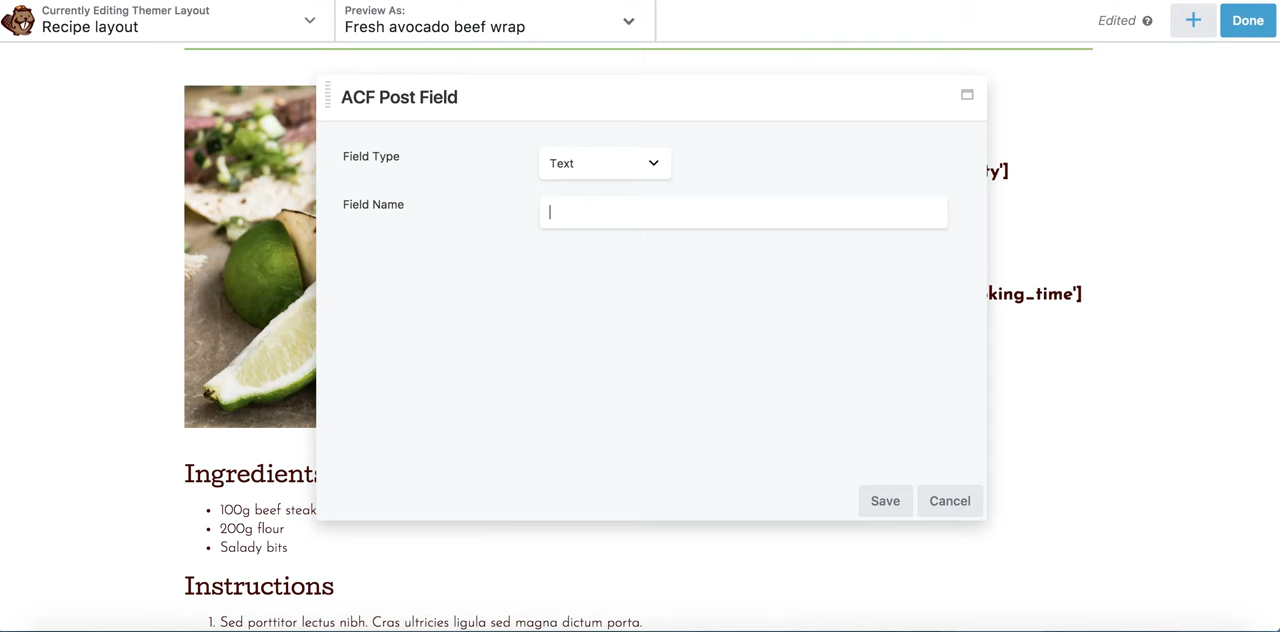 Currently Editing Themer Layout
Recipe layout
Preview As:
Fresh avocado beef wrap
Edited
Done
ACF Post Field
Field Type
Text
Field Name
ty']
king_time']
Save
Cancel
Ingredients
100g beef steak
200g flour
Salady bits
Instructions
1. Sed porttitor lectus nibh. Cras ultricies ligula sed magna dictum porta.